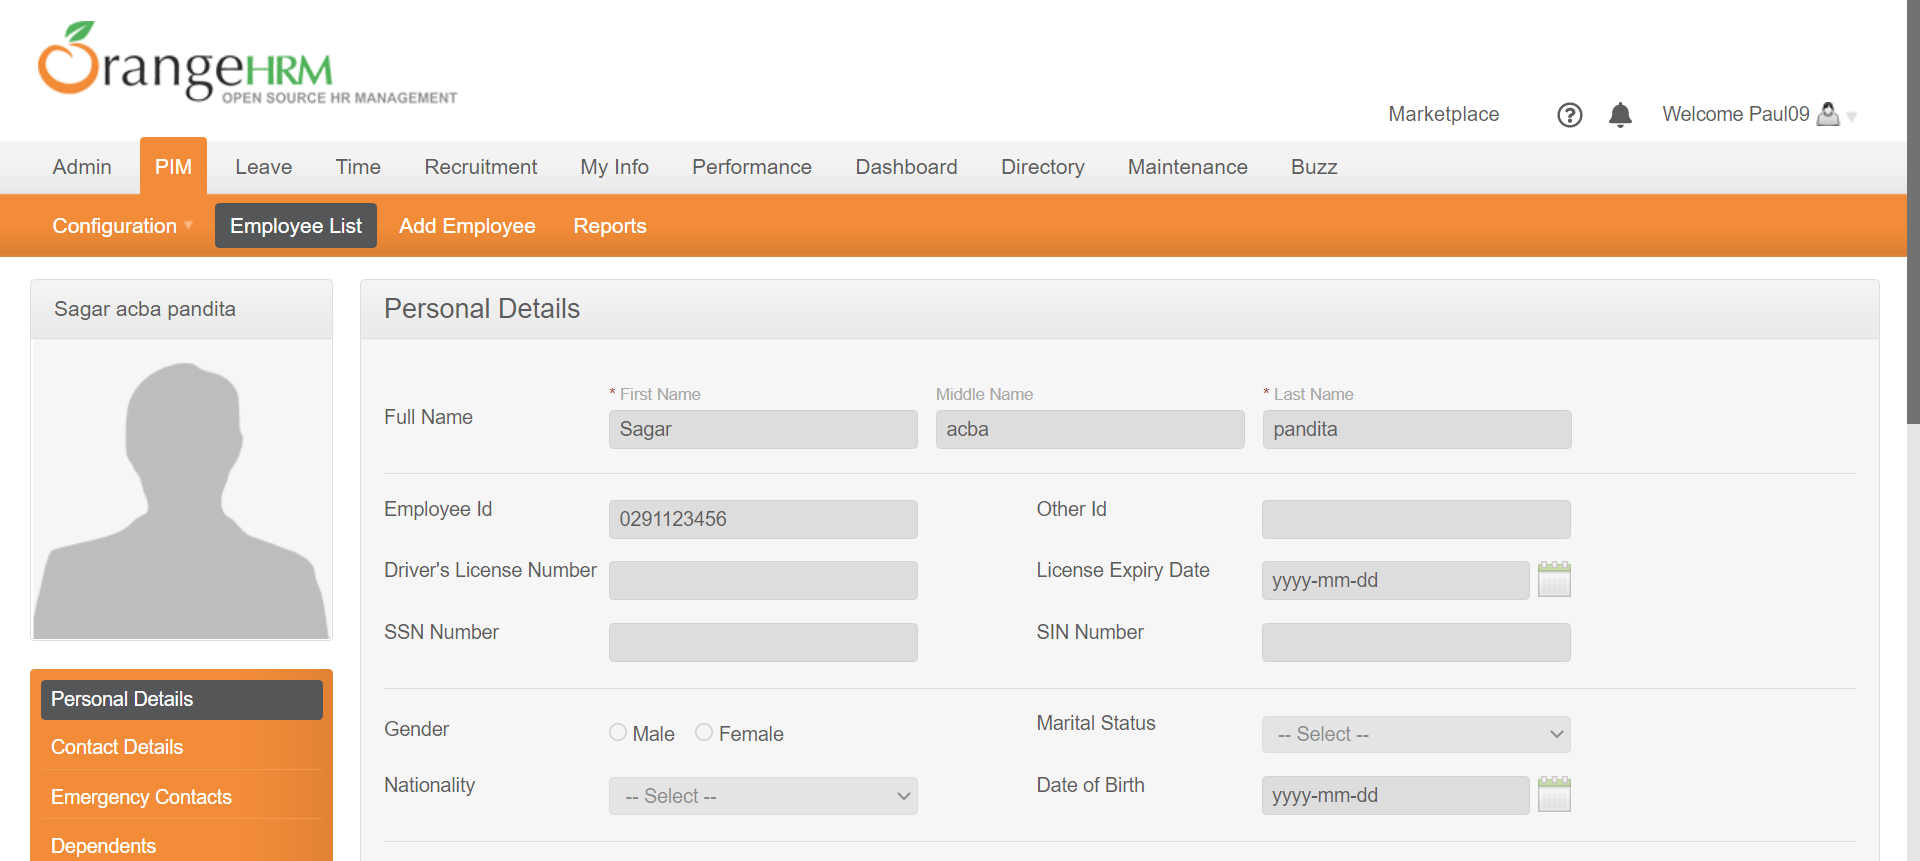 OrangeHRM
OPEN SOURCE HR MANAGEMENT
Marketplace ? Welcome Paul09
Admin PIM Leave Time Recruitment My Info Performance Dashboard Directory Maintenance Buzz
Configuration Employee List Add Employee Reports
Sagar acba pandita
Personal Details
* First Name Middle Name * Last Name
Full Name
Sagar acba pandita
Employee Id 0291123456 Other Id
Driver's License Number License Expiry Date yyyy-mm-dd
SSN Number SIN Number
Gender Male Female Marital Status -- Select --
Nationality -- Select -- Date of Birth yyyy-mm-dd
Personal Details
Contact Details
Emergency Contacts
Dependents